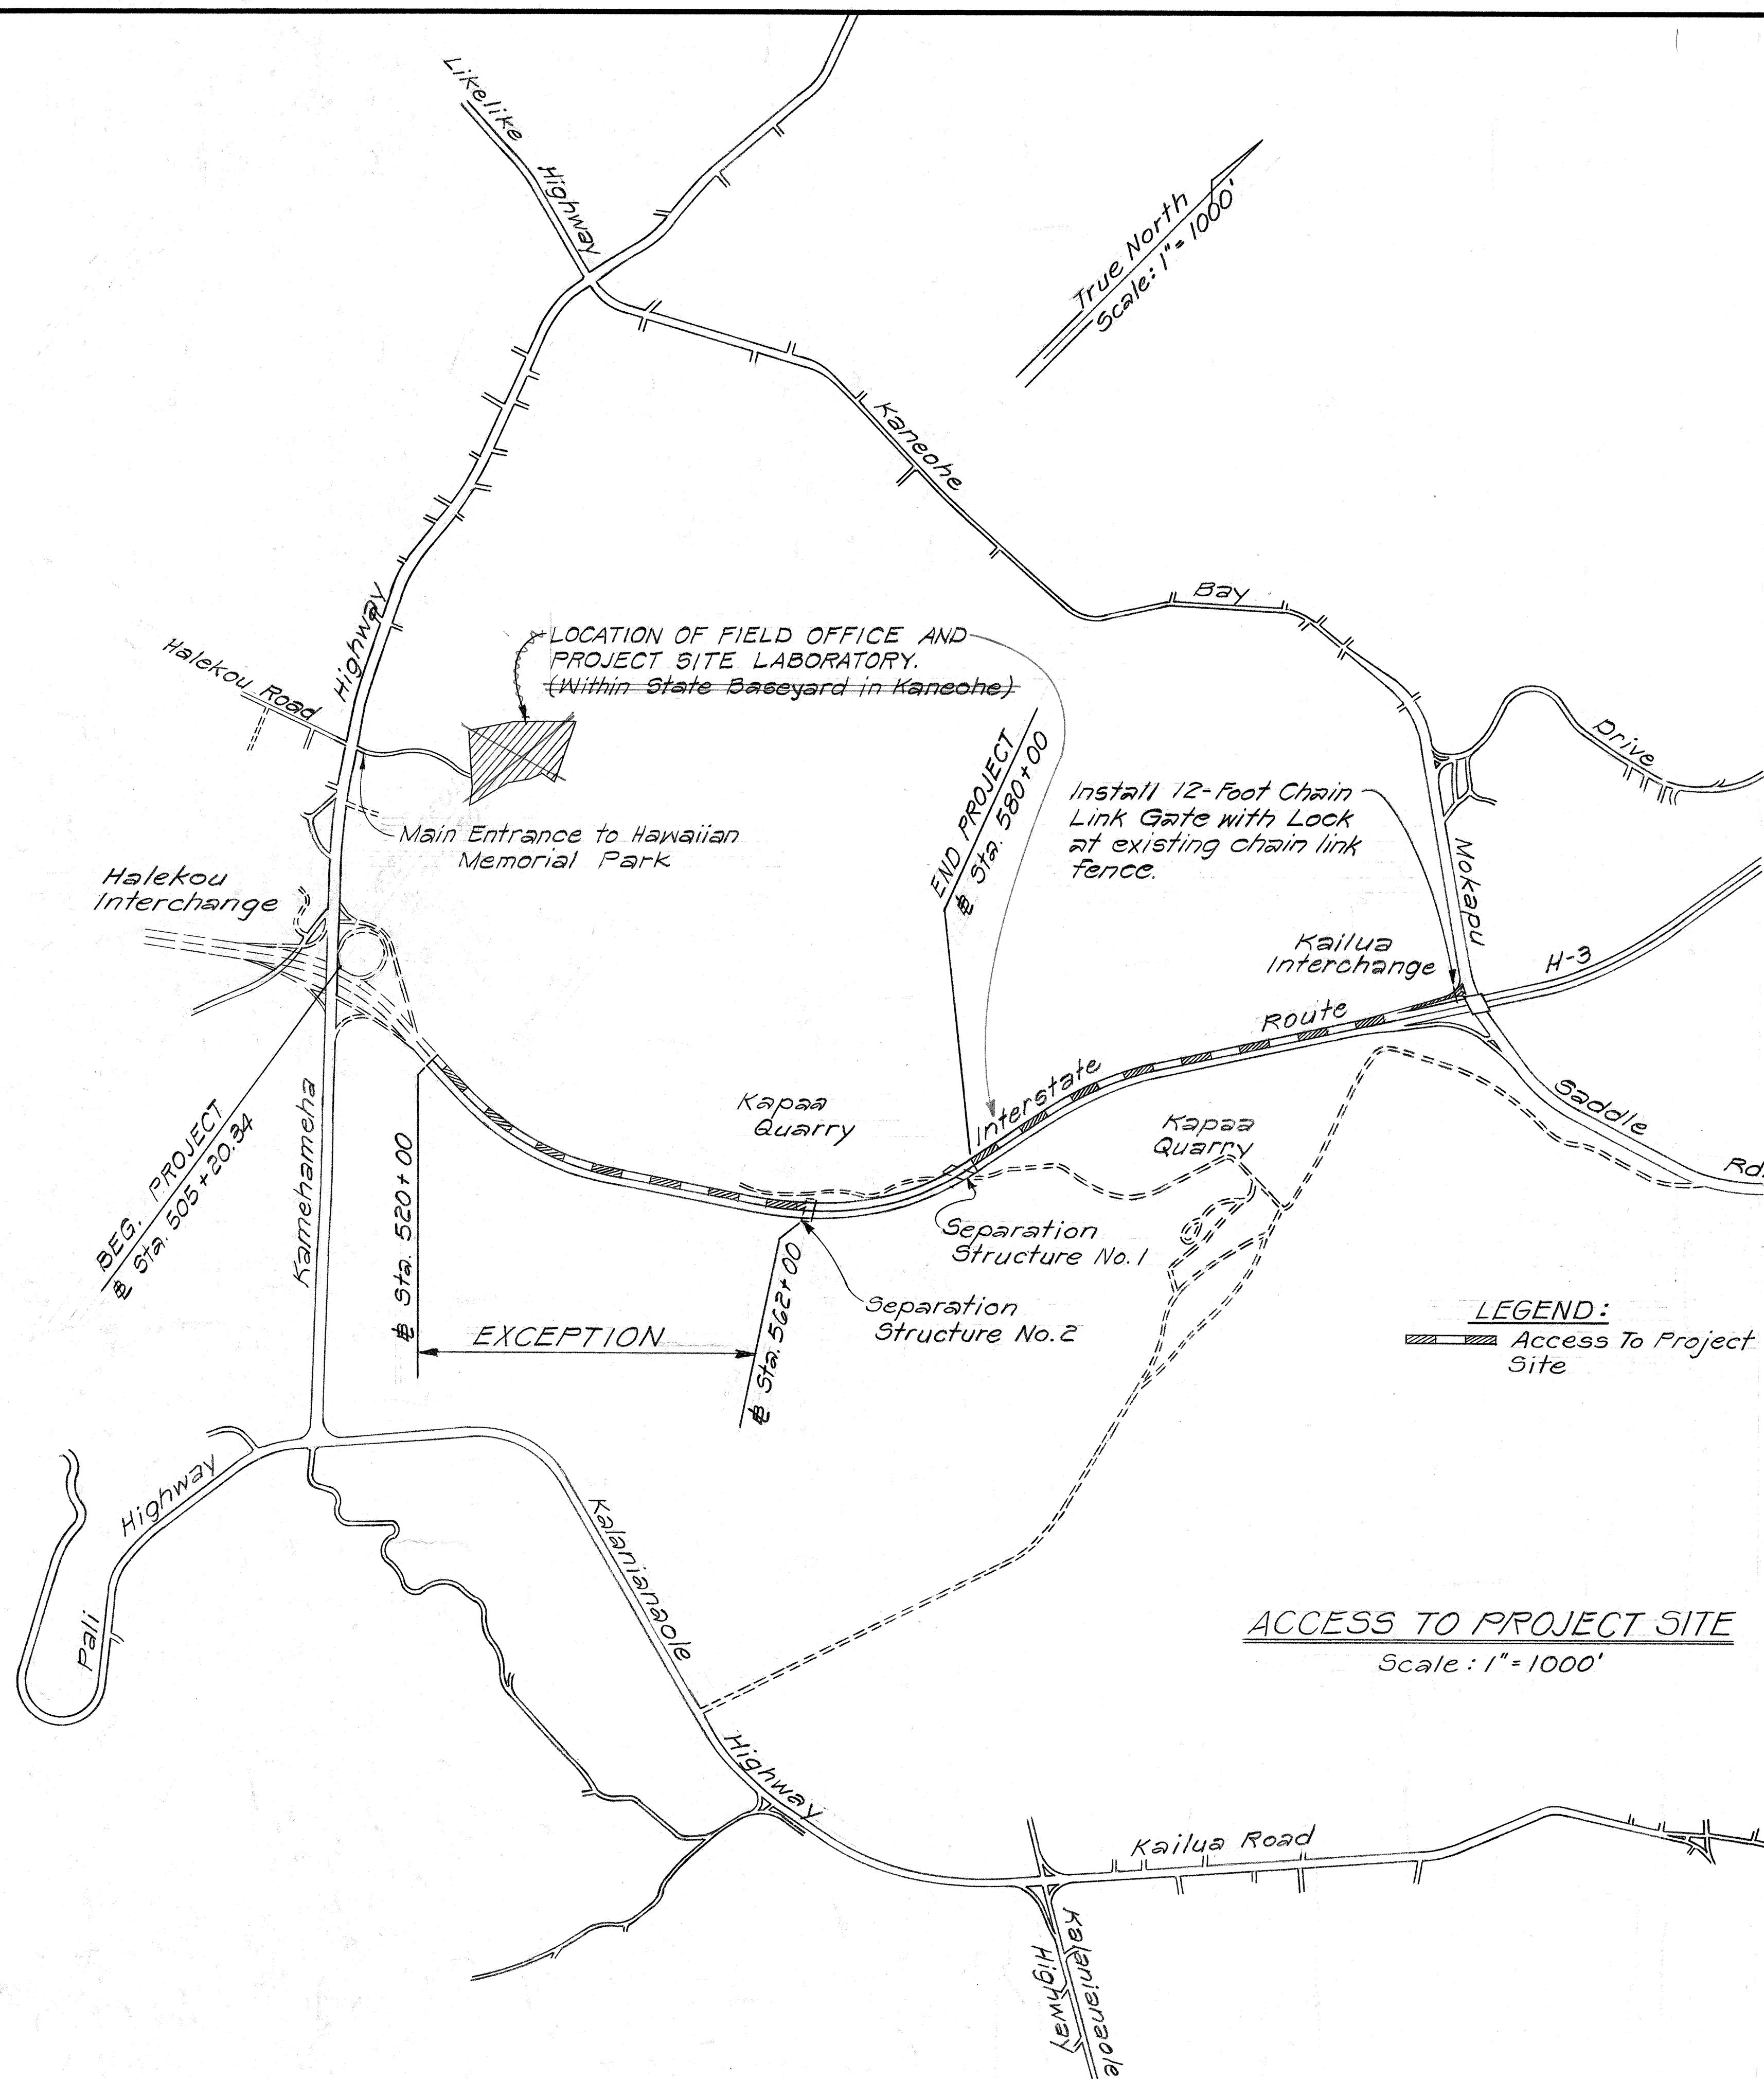 Likelike
Highway
True North
Scale: 1"= 1000'
Kaneohe
Bay
Drive
Highway
Halekou Road
LOCATION OF FIELD OFFICE AND
PROJECT SITE LABORATORY.
(Within State Baseyard in Kaneohe)
Main Entrance to Hawaiian
Memorial Park
Halekou
Interchange
END PROJECT
℄ Sta. 580+00
Install 12-Foot Chain
Link Gate with Lock
at existing chain link
fence.
Mokapu
Kailua
Interchange
H-3
Route
Interstate
Saddle
Rd.
Kapaa
Quarry
Kapaa
Quarry
BEG. PROJECT
℄ Sta. 505+20.34
Kamehameha
℄ Sta. 520+00
EXCEPTION
℄ Sta. 562+00
Separation
Structure No.1
Separation
Structure No.2
LEGEND:
Access To Project
Site
Highway
Pali
Kalanianaole
Highway
ACCESS TO PROJECT SITE
Scale: 1"=1000'
Kailua Road
Kalanianaole
Highway